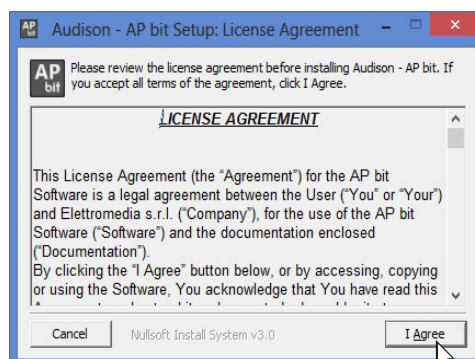 AP bit
Audison - AP bit Setup: License Agreement
AP
bit
Please review the license agreement before installing Audison - AP bit. If
you accept all terms of the agreement, click I Agree.
LICENSE AGREEMENT
This License Agreement (the “Agreement”) for the AP bit
Software is a legal agreement between the User (“You” or “Your”)
and Elettromedia s.r.l. (“Company”), for the use of the AP bit
Software (“Software”) and the documentation enclosed
(“Documentation”).
By clicking the “I Agree” button below, or by accessing, copying
or using the Software, You acknowledge that You have read this
Cancel
Nullsoft Install System v3.0
I Agree